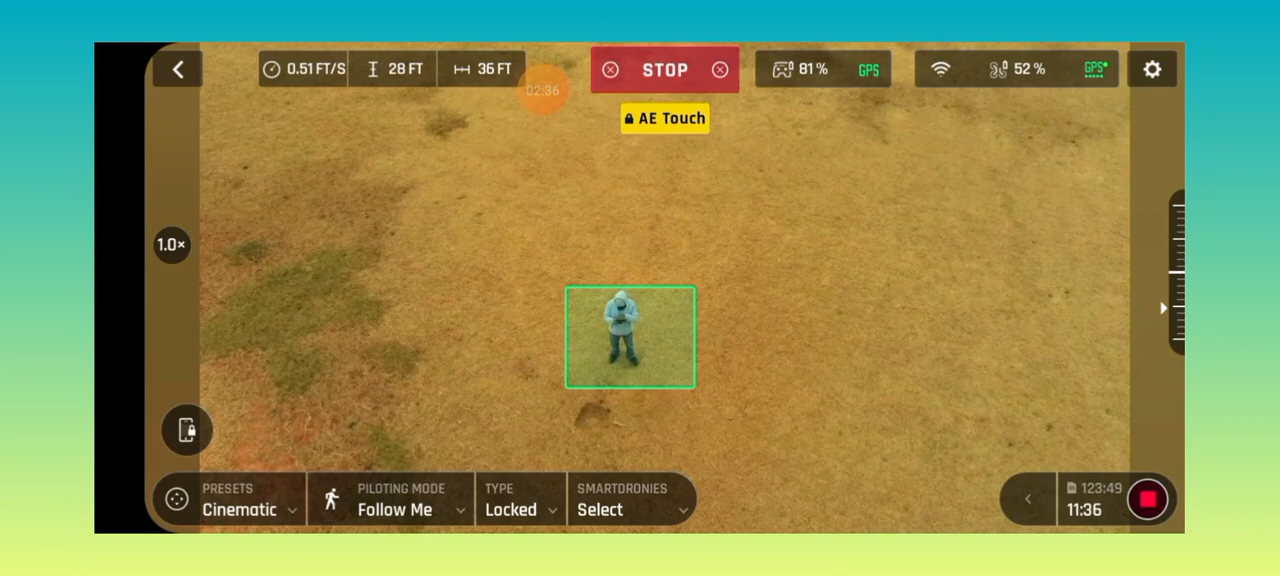 0.51 FT/S 28 FT 36 FT STOP 81 % GPS 52 % GPS
02:36
AE Touch
1.0×
PRESETS PILOTING MODE TYPE SMARTDRONIES 123:49
Cinematic Follow Me Locked Select 11:36